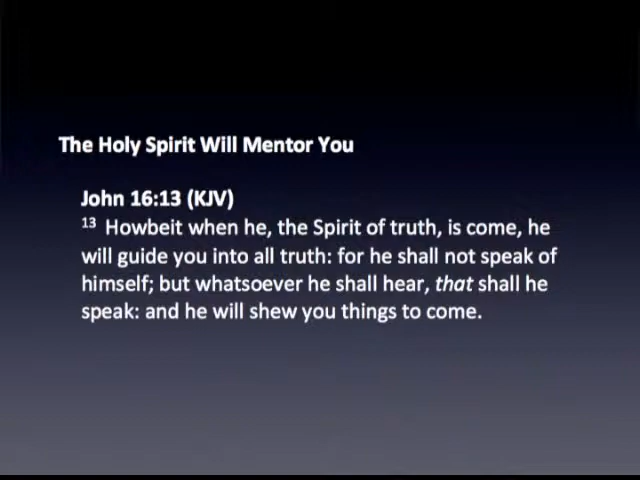 The Holy Spirit Will Mentor You
John 16:13 (KJV)
13 Howbeit when he, the Spirit of truth, is come, he
will guide you into all truth: for he shall not speak of
himself; but whatsoever he shall hear, that shall he
speak: and he will shew you things to come.